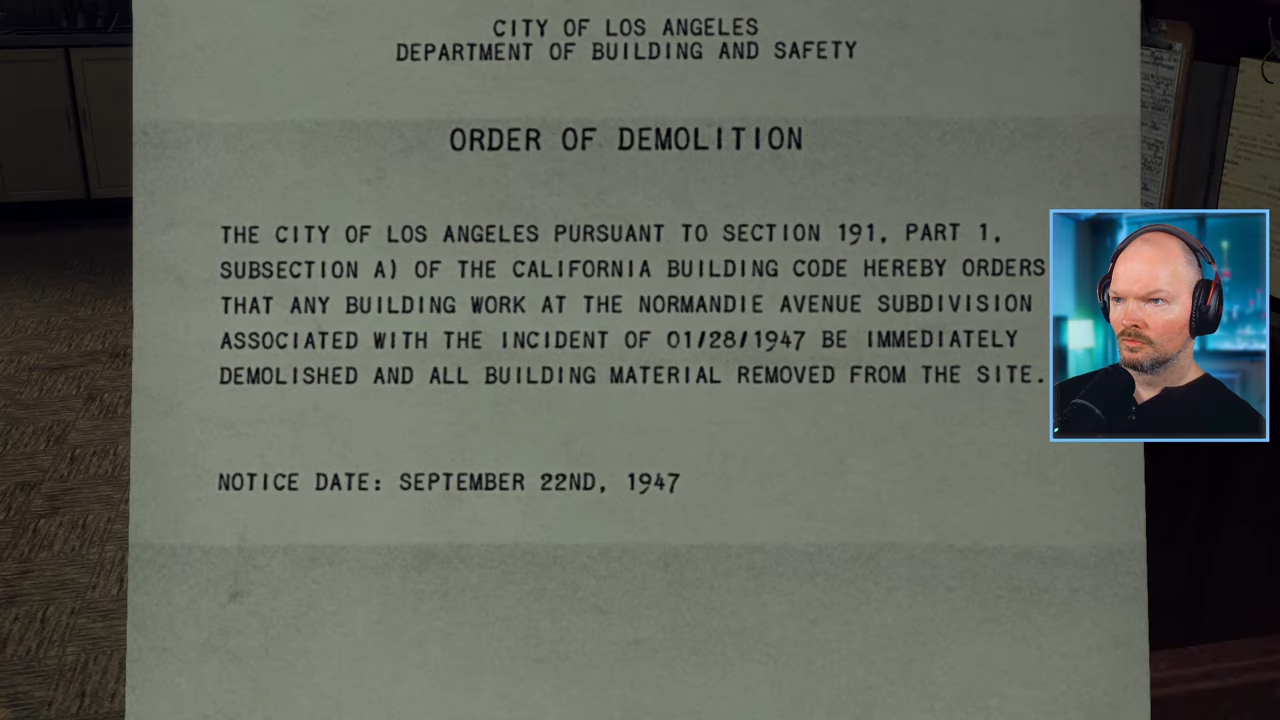 CITY OF LOS ANGELES
DEPARTMENT OF BUILDING AND SAFETY
ORDER OF DEMOLITION
THE CITY OF LOS ANGELES PURSUANT TO SECTION 191, PART 1,
SUBSECTION A) OF THE CALIFORNIA BUILDING CODE HEREBY ORDERS
THAT ANY BUILDING WORK AT THE NORMANDIE AVENUE SUBDIVISION
ASSOCIATED WITH THE INCIDENT OF 01/28/1947 BE IMMEDIATELY
DEMOLISHED AND ALL BUILDING MATERIAL REMOVED FROM THE SITE.
NOTICE DATE: SEPTEMBER 22ND, 1947